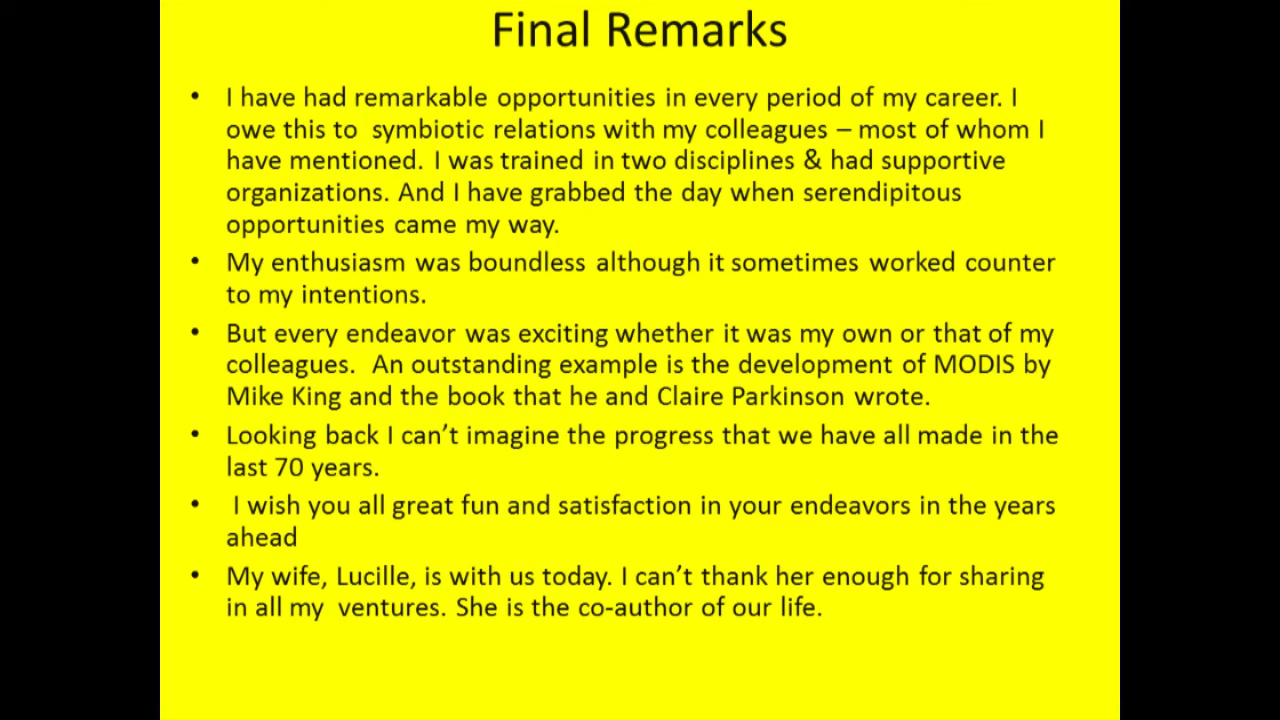 Final Remarks
• I have had remarkable opportunities in every period of my career. I
owe this to  symbiotic relations with my colleagues – most of whom I
have mentioned. I was trained in two disciplines & had supportive
organizations. And I have grabbed the day when serendipitous
opportunities came my way.
• My enthusiasm was boundless although it sometimes worked counter
to my intentions.
• But every endeavor was exciting whether it was my own or that of my
colleagues.  An outstanding example is the development of MODIS by
Mike King and the book that he and Claire Parkinson wrote.
• Looking back I can’t imagine the progress that we have all made in the
last 70 years.
•  I wish you all great fun and satisfaction in your endeavors in the years
ahead
• My wife, Lucille, is with us today. I can’t thank her enough for sharing
in all my  ventures. She is the co-author of our life.